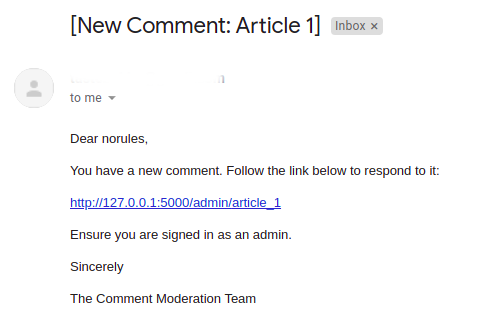 [New Comment: Article 1] Inbox ×
to me
Dear norules,
You have a new comment. Follow the link below to respond to it:
http://127.0.0.1:5000/admin/article_1
Ensure you are signed in as an admin.
Sincerely
The Comment Moderation Team